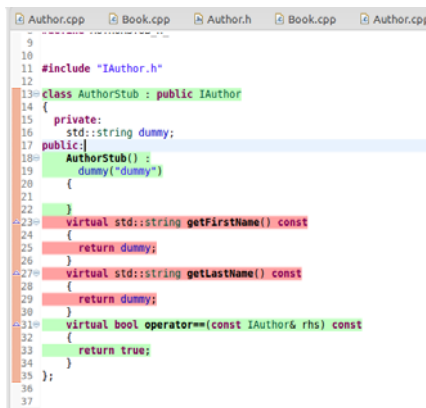 Author.cpp Book.cpp Author.h Book.cpp Author.cpp
9
10
11 #include "IAuthor.h"
12
13 class AuthorStub : public IAuthor
14 {
15 private:
16 std::string dummy;
17 public:
18 AuthorStub() :
19 dummy("dummy")
20 {
21
22 }
23 virtual std::string getFirstName() const
24 {
25 return dummy;
26 }
27 virtual std::string getLastName() const
28 {
29 return dummy;
30 }
31 virtual bool operator==(const IAuthor& rhs) const
32 {
33 return true;
34 }
35 };
36
37